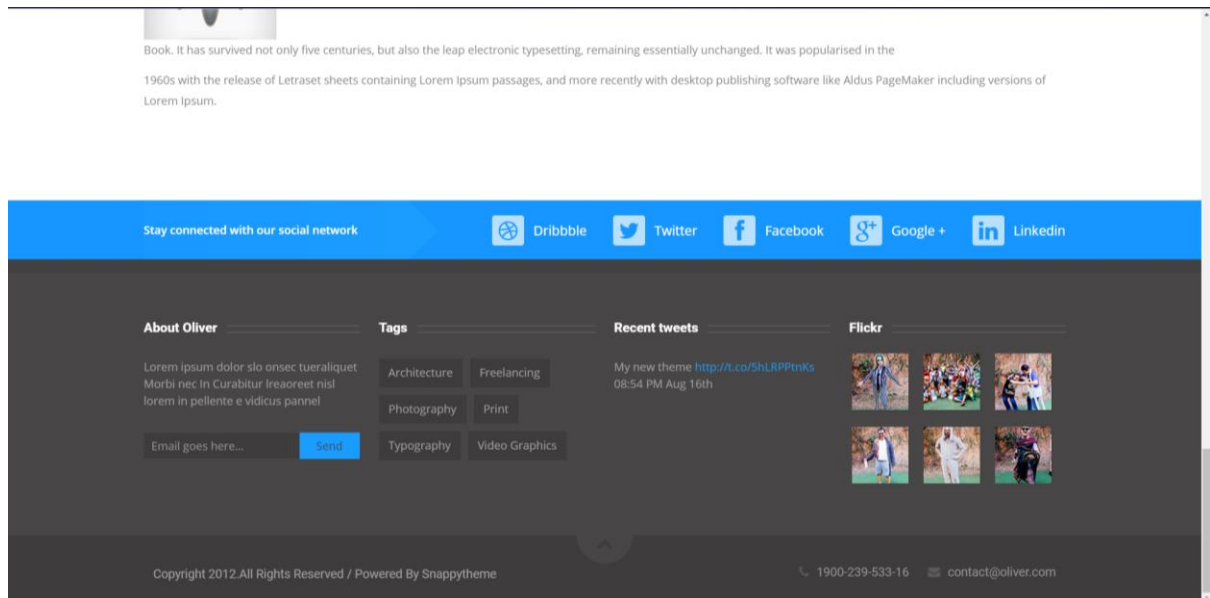 Book. It has survived not only five centuries, but also the leap electronic typesetting, remaining essentially unchanged. It was popularised in the
1960s with the release of Letraset sheets containing Lorem Ipsum passages, and more recently with desktop publishing software like Aldus PageMaker including versions of
Lorem Ipsum.
Stay connected with our social network
Dribbble
Twitter
Facebook
Google +
Linkedin
About Oliver
Lorem ipsum dolor slo onsec tueraliquet
Morbi nec In Curabitur Ireaoreet nisl
lorem in pellente e vidicus pannel
Email goes here...
Send
Tags
Architecture
Freelancing
Photography
Print
Typography
Video Graphics
Recent tweets
My new theme http://t.co/5hLRPPtnKs
08:54 PM Aug 16th
Flickr
Copyright 2012.All Rights Reserved / Powered By Snappytheme
1900-239-533-16
contact@oliver.com